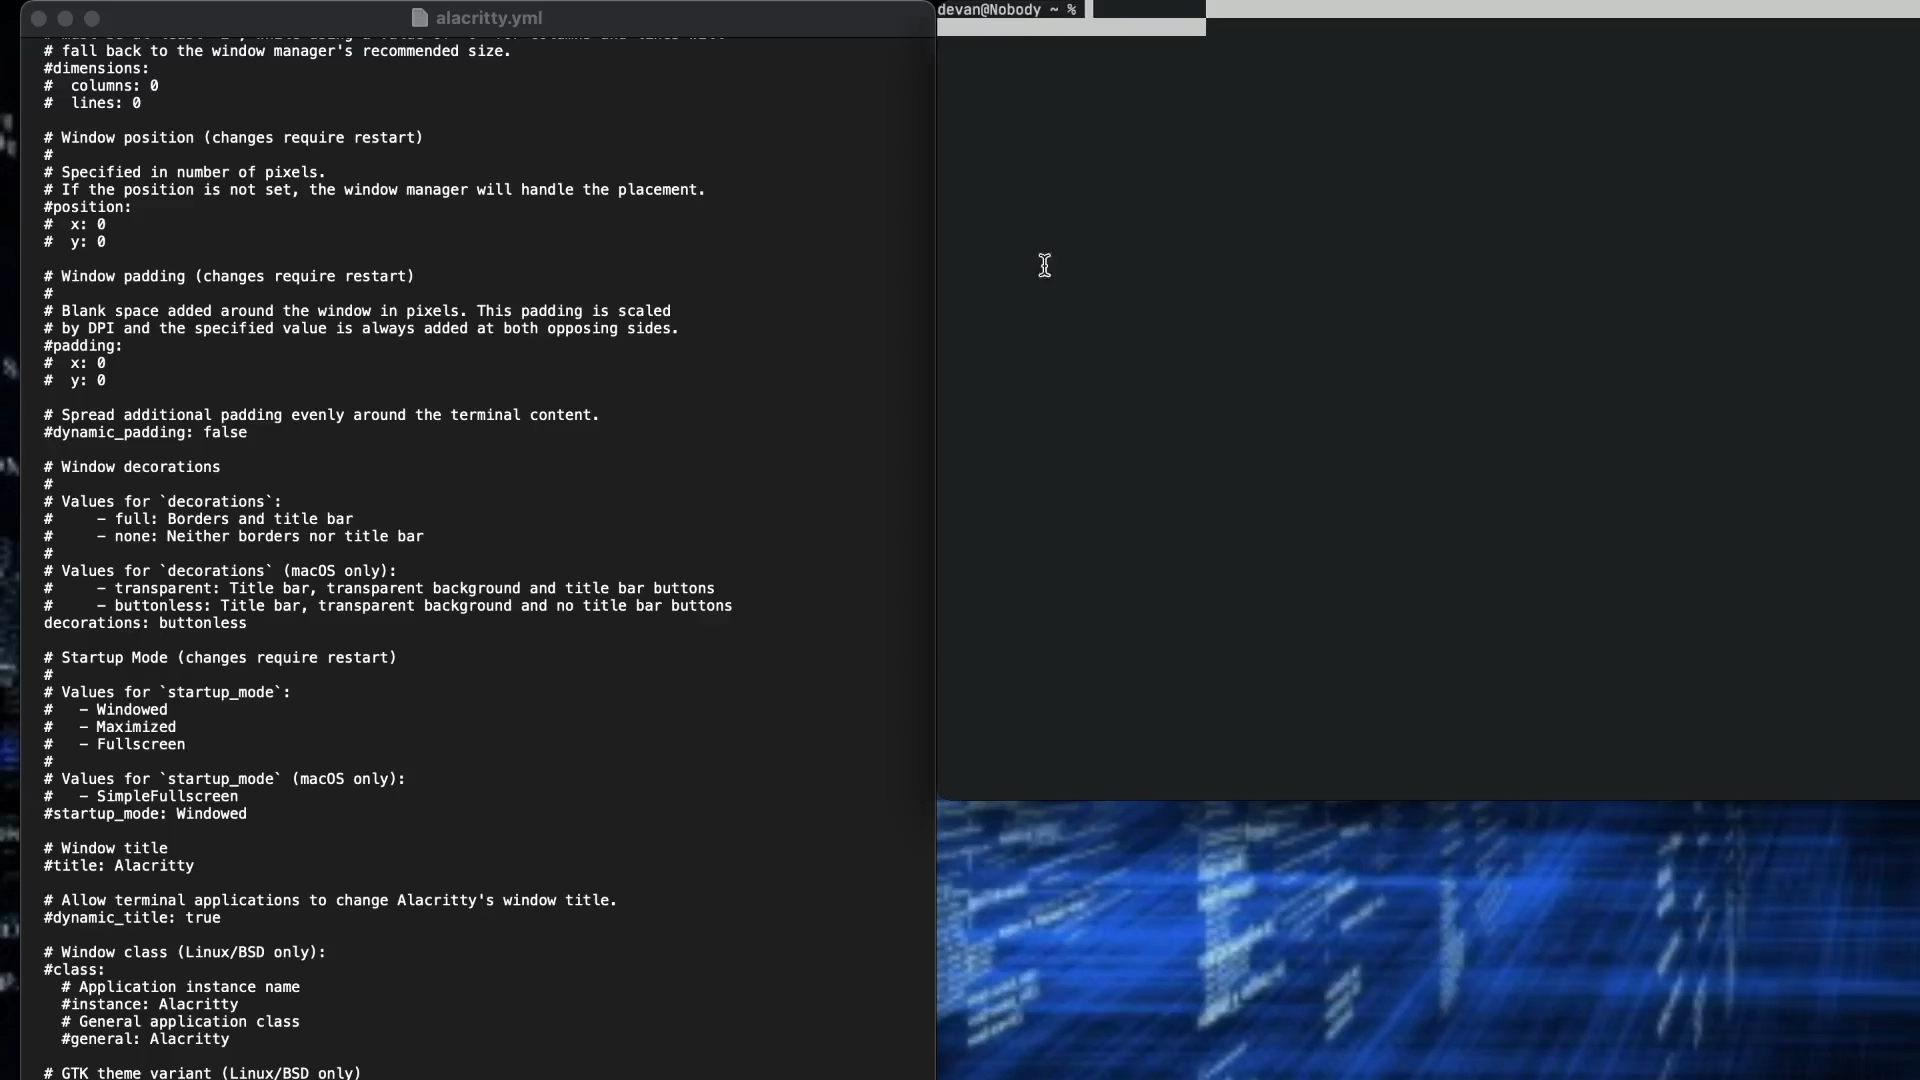 alacritty.yml
# fall back to the window manager's recommended size.
#dimensions:
#  columns: 0
#  lines: 0
# Window position (changes require restart)
#
# Specified in number of pixels.
# If the position is not set, the window manager will handle the placement.
#position:
#  x: 0
#  y: 0
# Window padding (changes require restart)
#
# Blank space added around the window in pixels. This padding is scaled
# by DPI and the specified value is always added at both opposing sides.
#padding:
#  x: 0
#  y: 0
# Spread additional padding evenly around the terminal content.
#dynamic_padding: false
# Window decorations
#
# Values for `decorations`:
#     - full: Borders and title bar
#     - none: Neither borders nor title bar
#
# Values for `decorations` (macOS only):
#     - transparent: Title bar, transparent background and title bar buttons
#     - buttonless: Title bar, transparent background and no title bar buttons
decorations: buttonless
# Startup Mode (changes require restart)
#
# Values for `startup_mode`:
#   - Windowed
#   - Maximized
#   - Fullscreen
#
# Values for `startup_mode` (macOS only):
#   - SimpleFullscreen
#startup_mode: Windowed
# Window title
#title: Alacritty
# Allow terminal applications to change Alacritty's window title.
#dynamic_title: true
# Window class (Linux/BSD only):
#class:
  # Application instance name
  #instance: Alacritty
  # General application class
  #general: Alacritty
# GTK theme variant (Linux/BSD only)
devan@Nobody ~ %